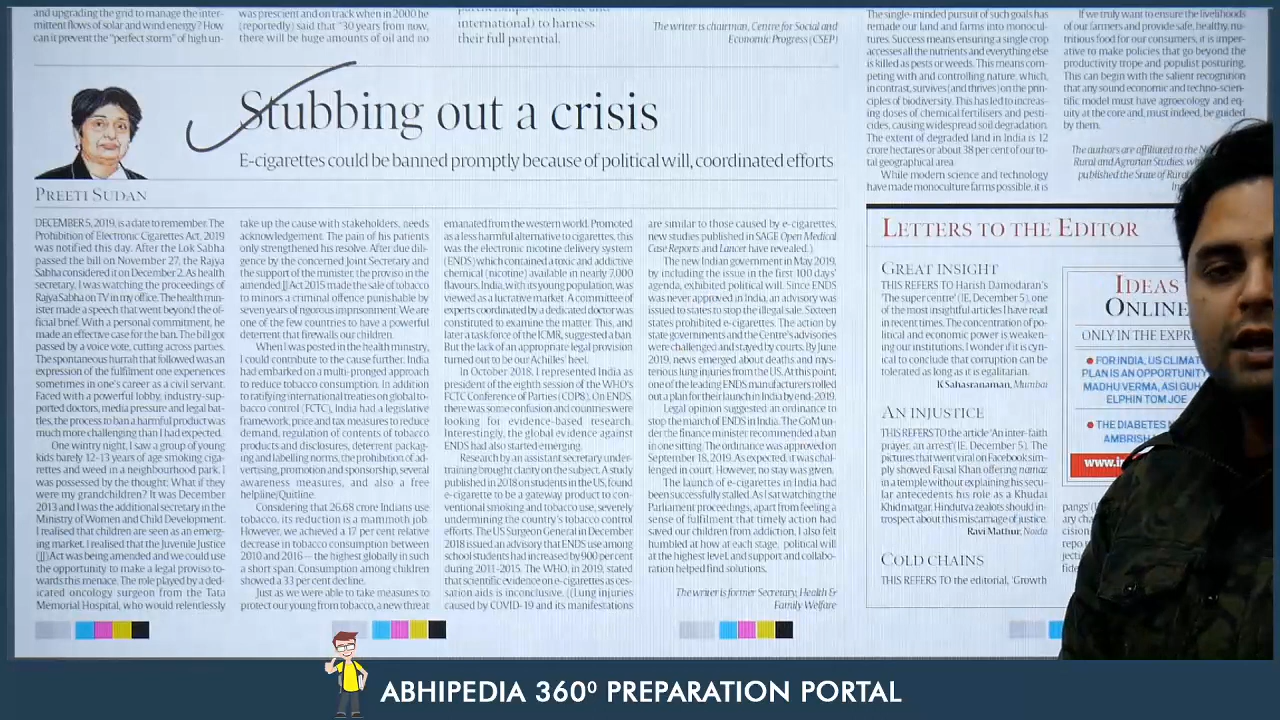 and upgrading the grid to manage the inter-
mittent flows of solar and wind energy? How
can it prevent the "perfect storm" of high un-
was prescient and on track when in 2000 he
(reportedly) said that "30 years from now,
there will be huge amounts of oil and no
international) to harness
their full potential.
The writer is chairman, Centre for Social and
Economic Progress (CSEP)
Stubbing out a crisis
E-cigarettes could be banned promptly because of political will, coordinated efforts
PREETI SUDAN
DECEMBER 5, 2019, is a date to remember. The
Prohibition of Electronic Cigarettes Act, 2019
was notified this day. After the Lok Sabha
passed the bill on November 27, the Rajya
Sabha considered it on December 2. As health
secretary, I was watching the proceedings of
Rajya Sabha on TV in my office. The health min-
ister made a speech that went beyond the of-
ficial brief. With a personal commitment, he
made an effective case for the ban. The bill got
passed by a voice vote, cutting across parties.
The spontaneous hurrah that followed was an
expression of the fulfilment one experiences
sometimes in one's career as a civil servant.
Faced with a powerful lobby, industry-sup-
ported doctors, media pressure and legal bat-
tles, the process to ban a harmful product was
much more challenging than I had expected.
One wintry night, I saw a group of young
kids barely 12-13 years of age smoking ciga-
rettes and weed in a neighbourhood park. I
was possessed by the thought: What if they
were my grandchildren? It was December
2013 and I was the additional secretary in the
Ministry of Women and Child Development.
I realised that children are seen as an emerg-
ing market. I realised that the Juvenile Justice
(JJ) Act was being amended and we could use
the opportunity to make a legal proviso to-
wards this menace. The role played by a ded-
icated oncology surgeon from the Tata
Memorial Hospital, who would relentlessly
take up the cause with stakeholders, needs
acknowledgement. The pain of his patients
only strengthened his resolve. After due dili-
gence by the concerned Joint Secretary and
the support of the minister, the proviso in the
amended JJ Act 2015 made the sale of tobacco
to minors a criminal offence punishable by
seven years of rigorous imprisonment. We are
one of the few countries to have a powerful
deterrent that firewalls our children.
When I was posted in the health ministry,
I could contribute to the cause further. India
had embarked on a multi-pronged approach
to reduce tobacco consumption. In addition
to ratifying international treaties on global to-
bacco control (FCTC), India had a legislative
framework, price and tax measures to reduce
demand, regulation of contents of tobacco
products and disclosures, deterrent packag-
ing and labelling norms, the prohibition of ad-
vertising, promotion and sponsorship, several
awareness measures, and also a free
helpline/Quitline.
Considering that 26.68 crore Indians use
tobacco, its reduction is a mammoth job.
However, we achieved a 17 per cent relative
decrease in tobacco consumption between
2010 and 2016 — the highest globally in such
a short span. Consumption among children
showed a 33 per cent decline.
Just as we were able to take measures to
protect our young from tobacco, a new threat
emanated from the western world. Promoted
as a less harmful alternative to cigarettes, this
was the electronic nicotine delivery system
(ENDS) which contained a toxic and addictive
chemical (nicotine) available in nearly 7,000
flavours. India, with its young population, was
viewed as a lucrative market. A committee of
experts coordinated by a dedicated doctor was
constituted to examine the matter. This, and
later a taskforce of the ICMR, suggested a ban.
But the lack of an appropriate legal provision
turned out to be our Achilles' heel.
In October 2018, I represented India as
president of the eighth session of the WHO's
FCTC Conference of Parties (COP8). On ENDS,
there was some confusion and countries were
looking for evidence-based research.
Interestingly, the global evidence against
ENDS had also started emerging.
Research by an assistant secretary under-
training brought clarity on the subject. A study
published in 2018 on students in the US, found
e-cigarette to be a gateway product to con-
ventional smoking and tobacco use, severely
undermining the country's tobacco control
efforts. The US Surgeon General in December
2018 issued an advisory that ENDS use among
school students had increased by 900 per cent
during 2011-2015. The WHO, in 2019, stated
that scientific evidence on e-cigarettes as ces-
sation aids is inconclusive. ((Lung injuries
caused by COVID-19 and its manifestations
are similar to those caused by e-cigarettes,
new studies published in SAGE Open Medical
Case Reports and Lancet have revealed.)
The new Indian government in May 2019,
by including the issue in the first 100 days'
agenda, exhibited political will. Since ENDS
was never approved in India, an advisory was
issued to states to stop the illegal sale. Sixteen
states prohibited e-cigarettes. The action by
state governments and the Centre's advisories
were challenged and stayed by courts. By June
2019, news emerged about deaths and mys-
terious lung injuries from the US. At this point,
one of the leading ENDS manufacturers rolled
out a plan for their launch in India by end-2019.
Legal opinion suggested an ordinance to
stop the march of ENDS in India. The GoM un-
der the finance minister recommended a ban
in one sitting. The ordinance was approved on
September 18, 2019. As expected, it was chal-
lenged in court. However, no stay was given.
The launch of e-cigarettes in India had
been successfully stalled. As I sat watching the
Parliament proceedings, apart from feeling a
sense of fulfilment that timely action had
saved our children from addiction, I also felt
humbled at how at each stage, political will
at the highest level, and support and collabo-
ration helped find solutions.
The writer is former Secretary, Health &
Family Welfare
The single-minded pursuit of such goals has
remade our land and farms into monocul-
tures. Success means ensuring a single crop
accesses all the nutrients and everything else
is killed as pests or weeds. This means com-
peting with and controlling nature, which,
in contrast, survives (and thrives) on the prin-
ciples of biodiversity. This has led to increas-
ing doses of chemical fertilisers and pesti-
cides, causing widespread soil degradation.
The extent of degraded land in India is 12
crore hectares or about 38 per cent of our to-
tal geographical area.
While modern science and technology
have made monoculture farms possible, it is
If we truly want to ensure the livelihoods
of our farmers and provide safe, healthy, nu-
tritious food for our consumers, it is imper-
ative to make policies that go beyond the
productivity trope and populist posturing.
This can begin with the salient recognition
that any sound economic and techno-scien-
tific model must have agroecology and eq-
uity at the core and, must indeed, be guided
by them.
The authors are affiliated to the
Rural and Agrarian Studies,
published the State of Rural
LETTERS TO THE EDITOR
GREAT INSIGHT
THIS REFERS TO Harish Damodaran's
'The super centre' (IE, December 5), one
of the most insightful articles I have read
in recent times. The concentration of po-
litical and economic power is weaken-
ing our institutions. I wonder if it is cyn-
ical to conclude that corruption can be
tolerated as long as it is egalitarian.
K Sahasranaman, Mumbai
AN INJUSTICE
THIS REFERS TO the article 'An inter-faith
prayer, an arrest' (IE, December 5). The
pictures that went viral on Facebook sim-
ply showed Faisal Khan offering namaz
in a temple without explaining his secu-
lar antecedents his role as a Khudai
Khidmatgar. Hindutva zealots should in-
trospect about this miscarriage of justice.
Ravi Mathur, Noida
COLD CHAINS
THIS REFERS TO the editorial, 'Growth
IDEAS
ONLINE
ONLY IN THE EXPR
FOR INDIA, US CLIMAT
PLAN IS AN OPPORTUNITY
MADHU VERMA, ASI GUH
ELPHIN TOM JOE
THE DIABETES
AMBRISH
www.in
ABHIPEDIA 360⁰ PREPARATION PORTAL